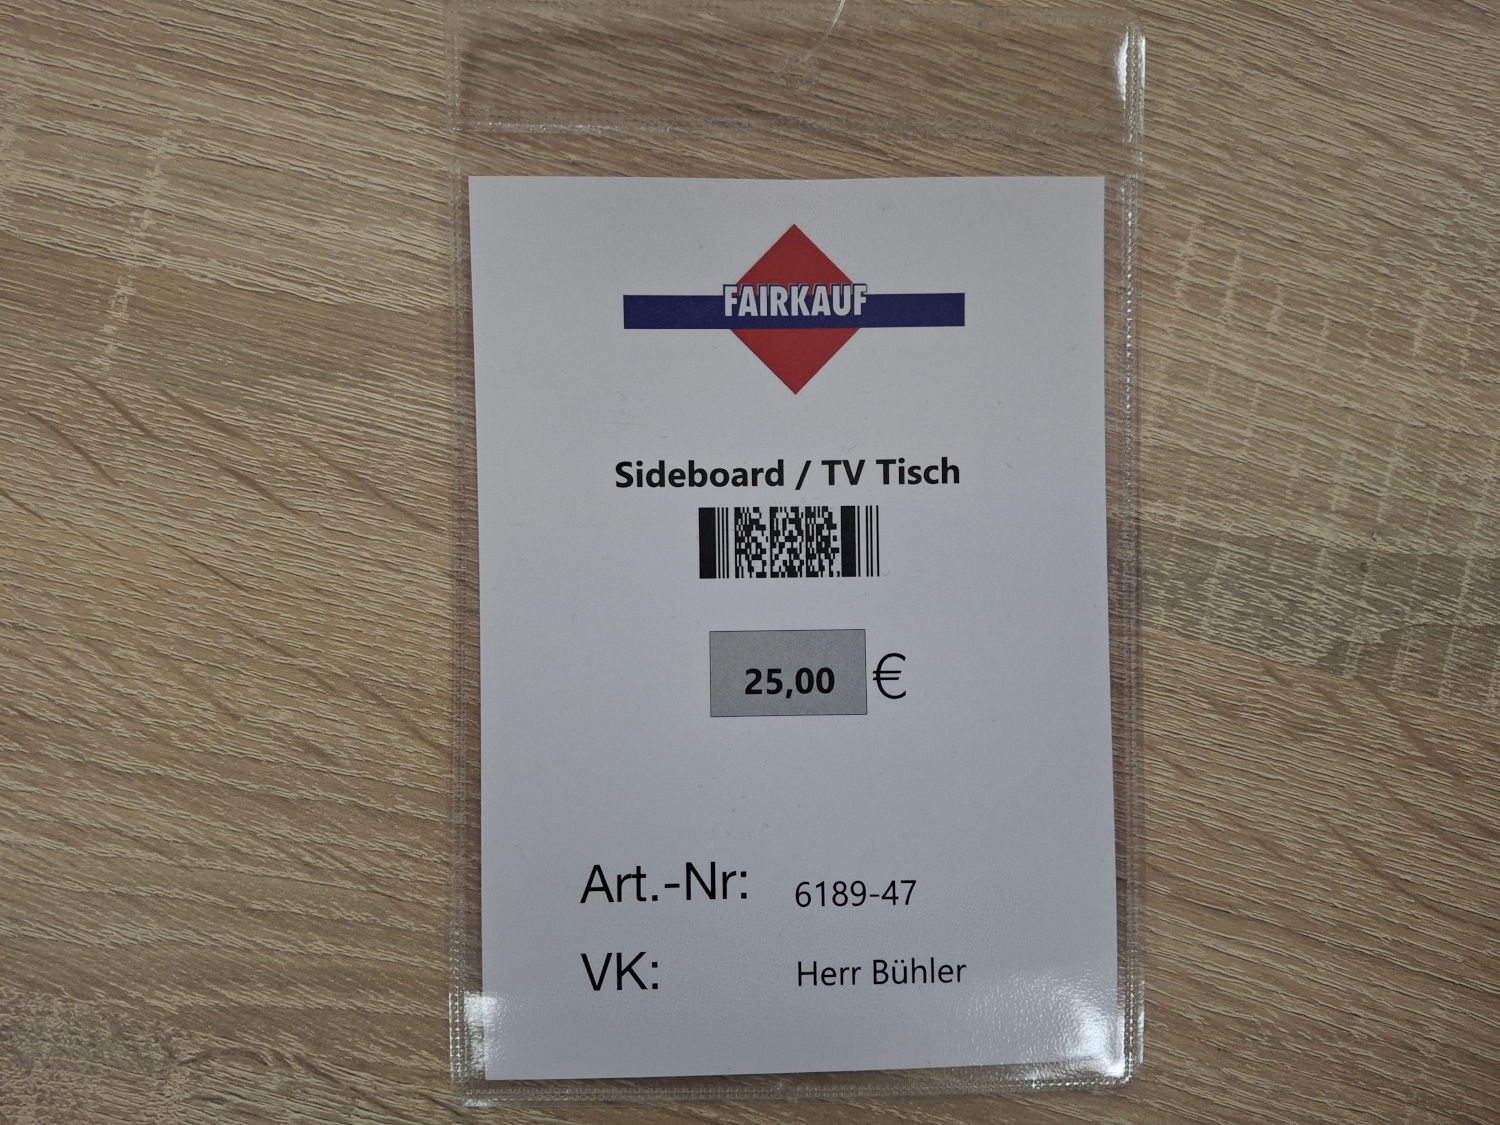 FAIRKAUF
Sideboard / TV Tisch
25,00 €
Art.-Nr: 6189-47
VK: Herr Bühler